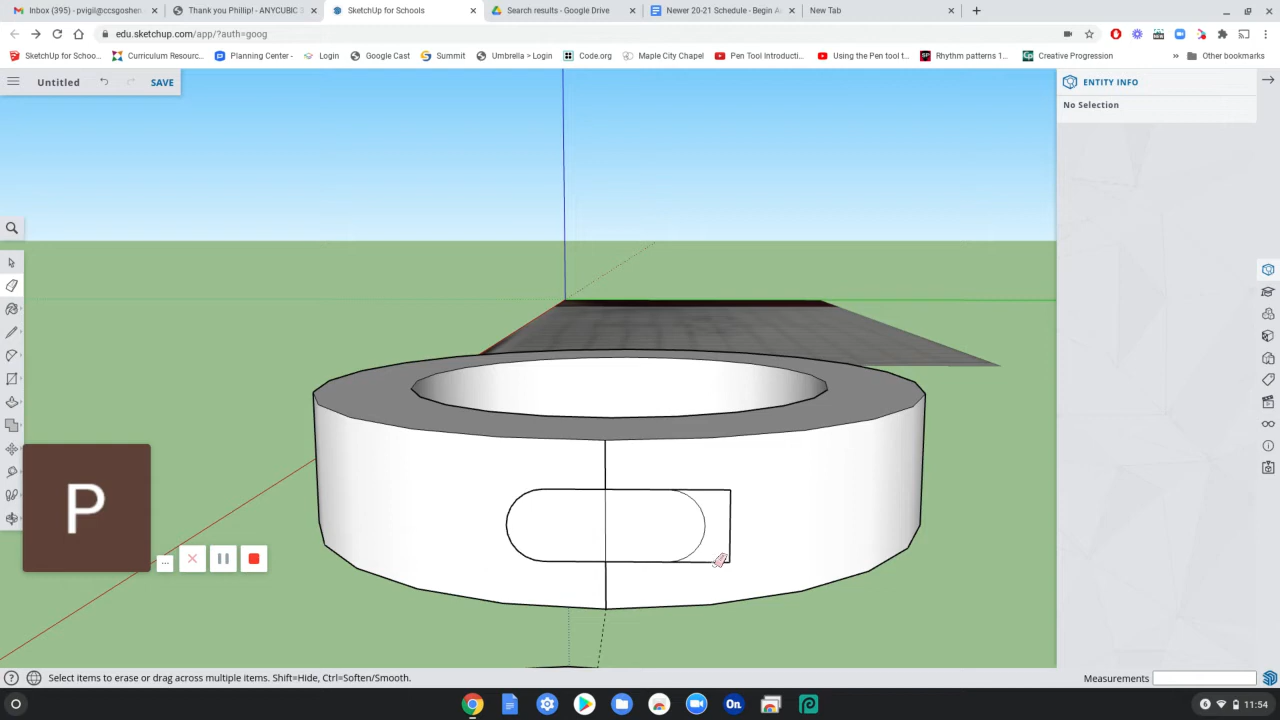 Inbox (395) - pvigil@ccsgoshen.
Thank you Phillip! - ANYCUBIC 3
SketchUp for Schools
Search results - Google Drive
Newer 20-21 Schedule - Begin A
New Tab
edu.sketchup.com/app/?auth=goog
SketchUp for School...
Curriculum Resourc...
Planning Center -
Login
Google Cast
Umbrella > Login
Summit
Code.org
Maple City Chapel
Pen Tool Introducti...
Using the Pen tool t...
Rhythm patterns 1...
Creative Progression
»
Other bookmarks
Untitled
SAVE
ENTITY INFO
No Selection
P
...
Select items to erase or drag across multiple items. Shift=Hide, Ctrl=Soften/Smooth.
Measurements
On
6
11:54